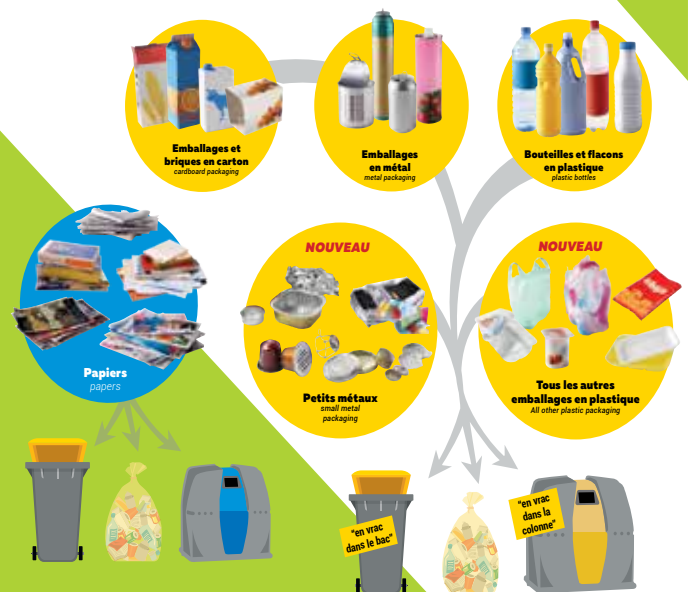 Emballages et
briques en carton
cardboard packaging
Emballages
en métal
metal packaging
Bouteilles et flacons
en plastique
plastic bottles
Papiers
papers
NOUVEAU
Petits métaux
small metal
packaging
NOUVEAU
Tous les autres
emballages en plastique
All other plastic packaging
"en vrac
dans le bac"
"en vrac
dans la
colonne"